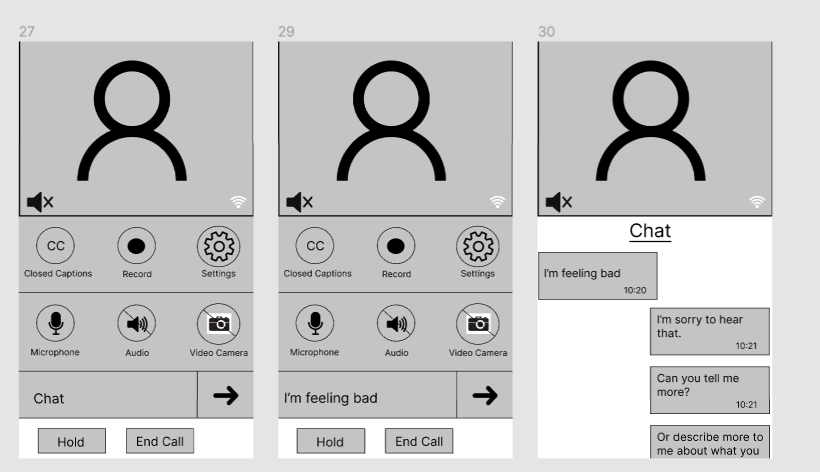 27
CC
Closed Captions
Record
Settings
Microphone
Audio
Video Camera
Chat
Hold
End Call
29
CC
Closed Captions
Record
Settings
Microphone
Audio
Video Camera
I'm feeling bad
Hold
End Call
30
Chat
I'm feeling bad
10:20
I'm sorry to hear
that.
10:21
Can you tell me
more?
10:21
Or describe more to
me about what you